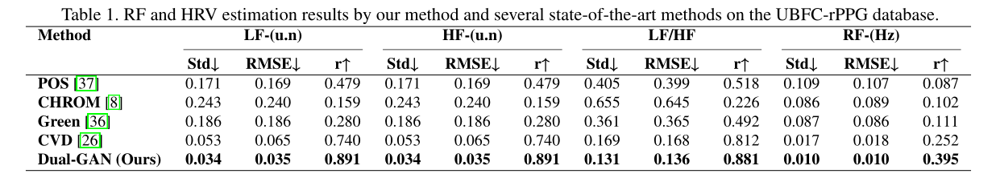 Table 1. RF and HRV estimation results by our method and several state-of-the-art methods on the UBFC-rPPG database.
Method LF-(u.n) HF-(u.n) LF/HF RF-(Hz)
Std↓ RMSE↓ r↑ Std↓ RMSE↓ r↑ Std↓ RMSE↓ r↑ Std↓ RMSE↓ r↑
POS [37] 0.171 0.169 0.479 0.171 0.169 0.479 0.405 0.399 0.518 0.109 0.107 0.087
CHROM [8] 0.243 0.240 0.159 0.243 0.240 0.159 0.655 0.645 0.226 0.086 0.089 0.102
Green [36] 0.186 0.186 0.280 0.186 0.186 0.280 0.361 0.365 0.492 0.087 0.086 0.111
CVD [26] 0.053 0.065 0.740 0.053 0.065 0.740 0.169 0.168 0.812 0.017 0.018 0.252
Dual-GAN (Ours) 0.034 0.035 0.891 0.034 0.035 0.891 0.131 0.136 0.881 0.010 0.010 0.395